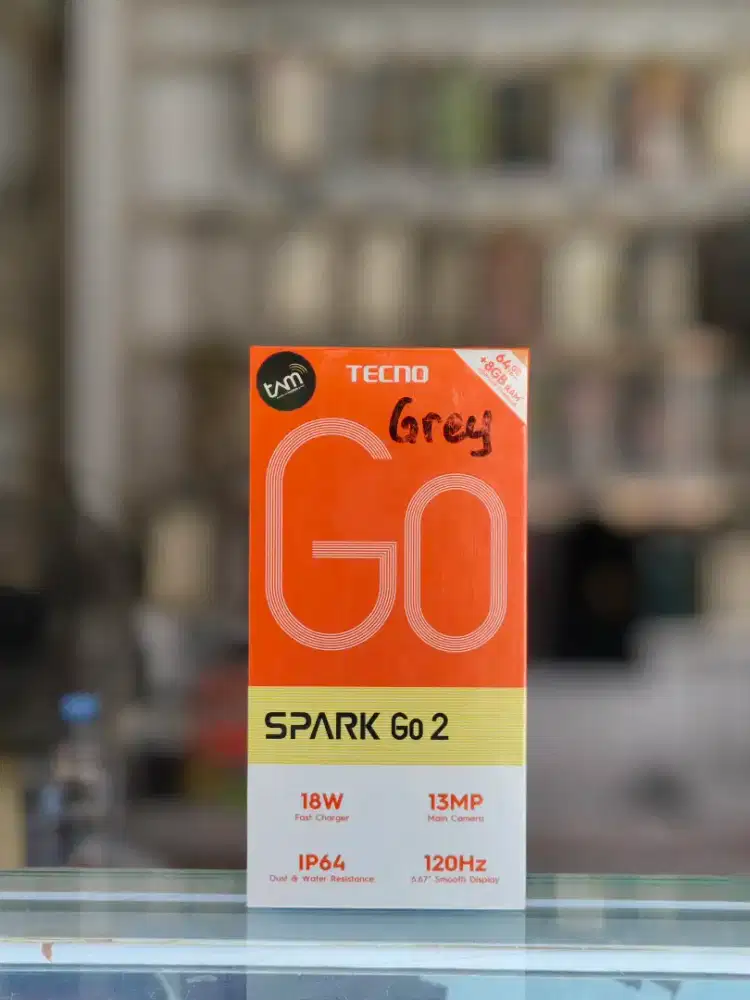 tam
TECNO
64GB
+8GB RAM*
Grey
Go
SPARK Go 2
18W
Fast Charger
13MP
Main Camera
IP64
Dust & Water Resistance
120Hz
6.67" Smooth Display